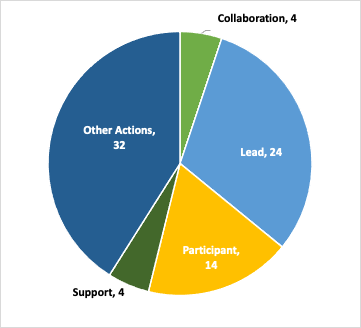 Collaboration, 4
Other Actions,
32
Lead, 24
Participant,
14
Support, 4